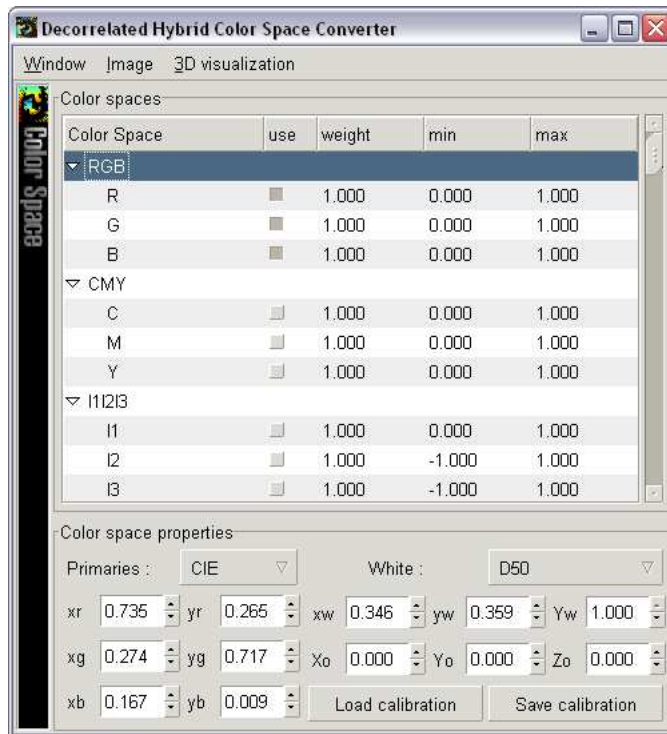 Decorrelated Hybrid Color Space Converter
Window Image 3D visualization
Color Space
Color spaces
Color Space use weight min max
RGB
R 1.000 0.000 1.000
G 1.000 0.000 1.000
B 1.000 0.000 1.000
CMY
C 1.000 0.000 1.000
M 1.000 0.000 1.000
Y 1.000 0.000 1.000
I1I2I3
I1 1.000 0.000 1.000
I2 1.000 -1.000 1.000
I3 1.000 -1.000 1.000
Color space properties
Primaries : CIE White : D50
xr 0.735 yr 0.265 xw 0.346 yw 0.359 Yw 1.000
xg 0.274 yg 0.717 Xo 0.000 Yo 0.000 Zo 0.000
xb 0.167 yb 0.009 Load calibration Save calibration